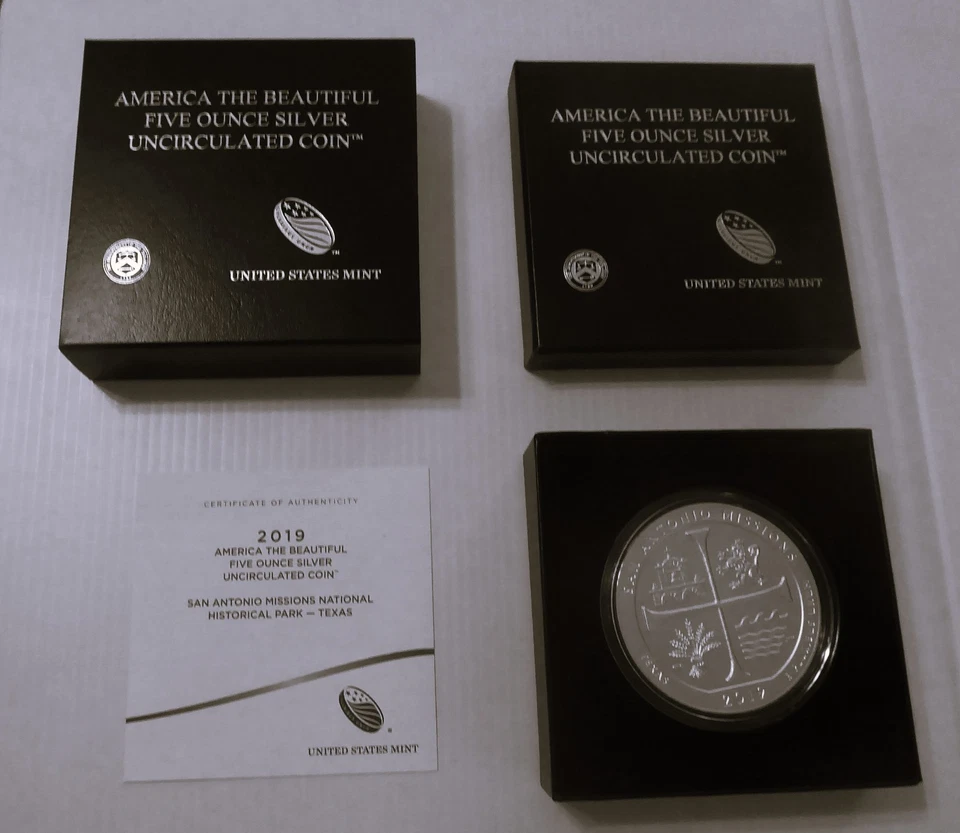 AMERICA THE BEAUTIFUL
FIVE OUNCE SILVER
UNCIRCULATED COIN™
UNITED STATES MINT
AMERICA THE BEAUTIFUL
FIVE OUNCE SILVER
UNCIRCULATED COIN™
UNITED STATES MINT
CERTIFICATE OF AUTHENTICITY
2019
AMERICA THE BEAUTIFUL
FIVE OUNCE SILVER
UNCIRCULATED COIN™
SAN ANTONIO MISSIONS NATIONAL
HISTORICAL PARK — TEXAS
UNITED STATES MINT
SAN ANTONIO MISSIONS
TEXAS
2019